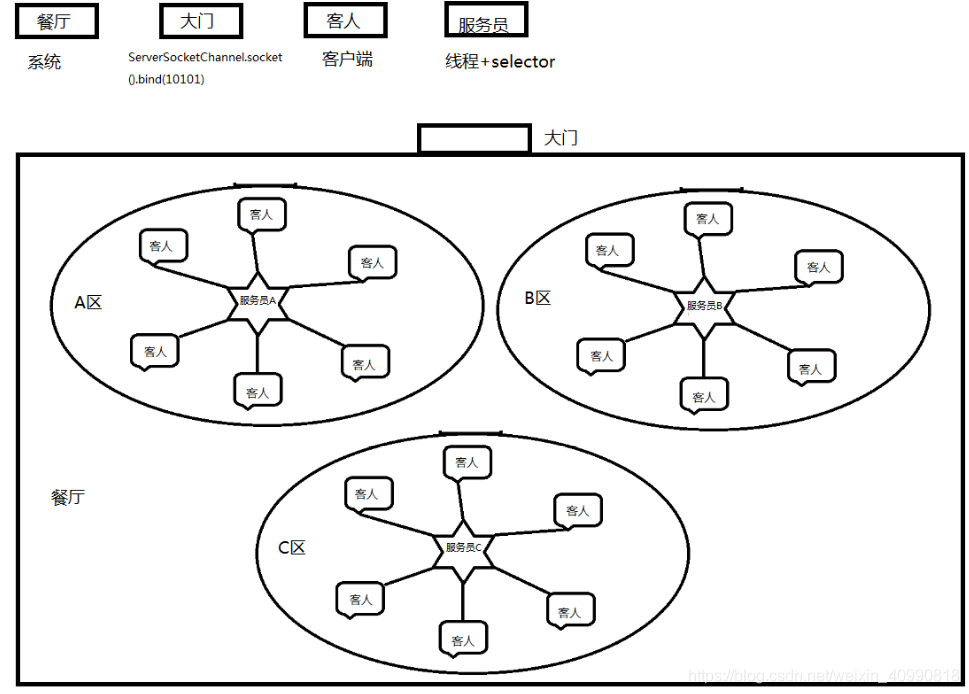 餐厅
大门
客人
服务员
系统
ServerSocketChannel.socket
().bind(10101)
客户端
线程+selector
大门
客人
客人
客人
A区
服务员A
客人
客人
客人
客人
客人
客人
B区
服务员B
客人
客人
客人
餐厅
客人
客人
客人
C区
服务员C
客人
客人
客人
https://blog.csdn.net/weixin_40990818